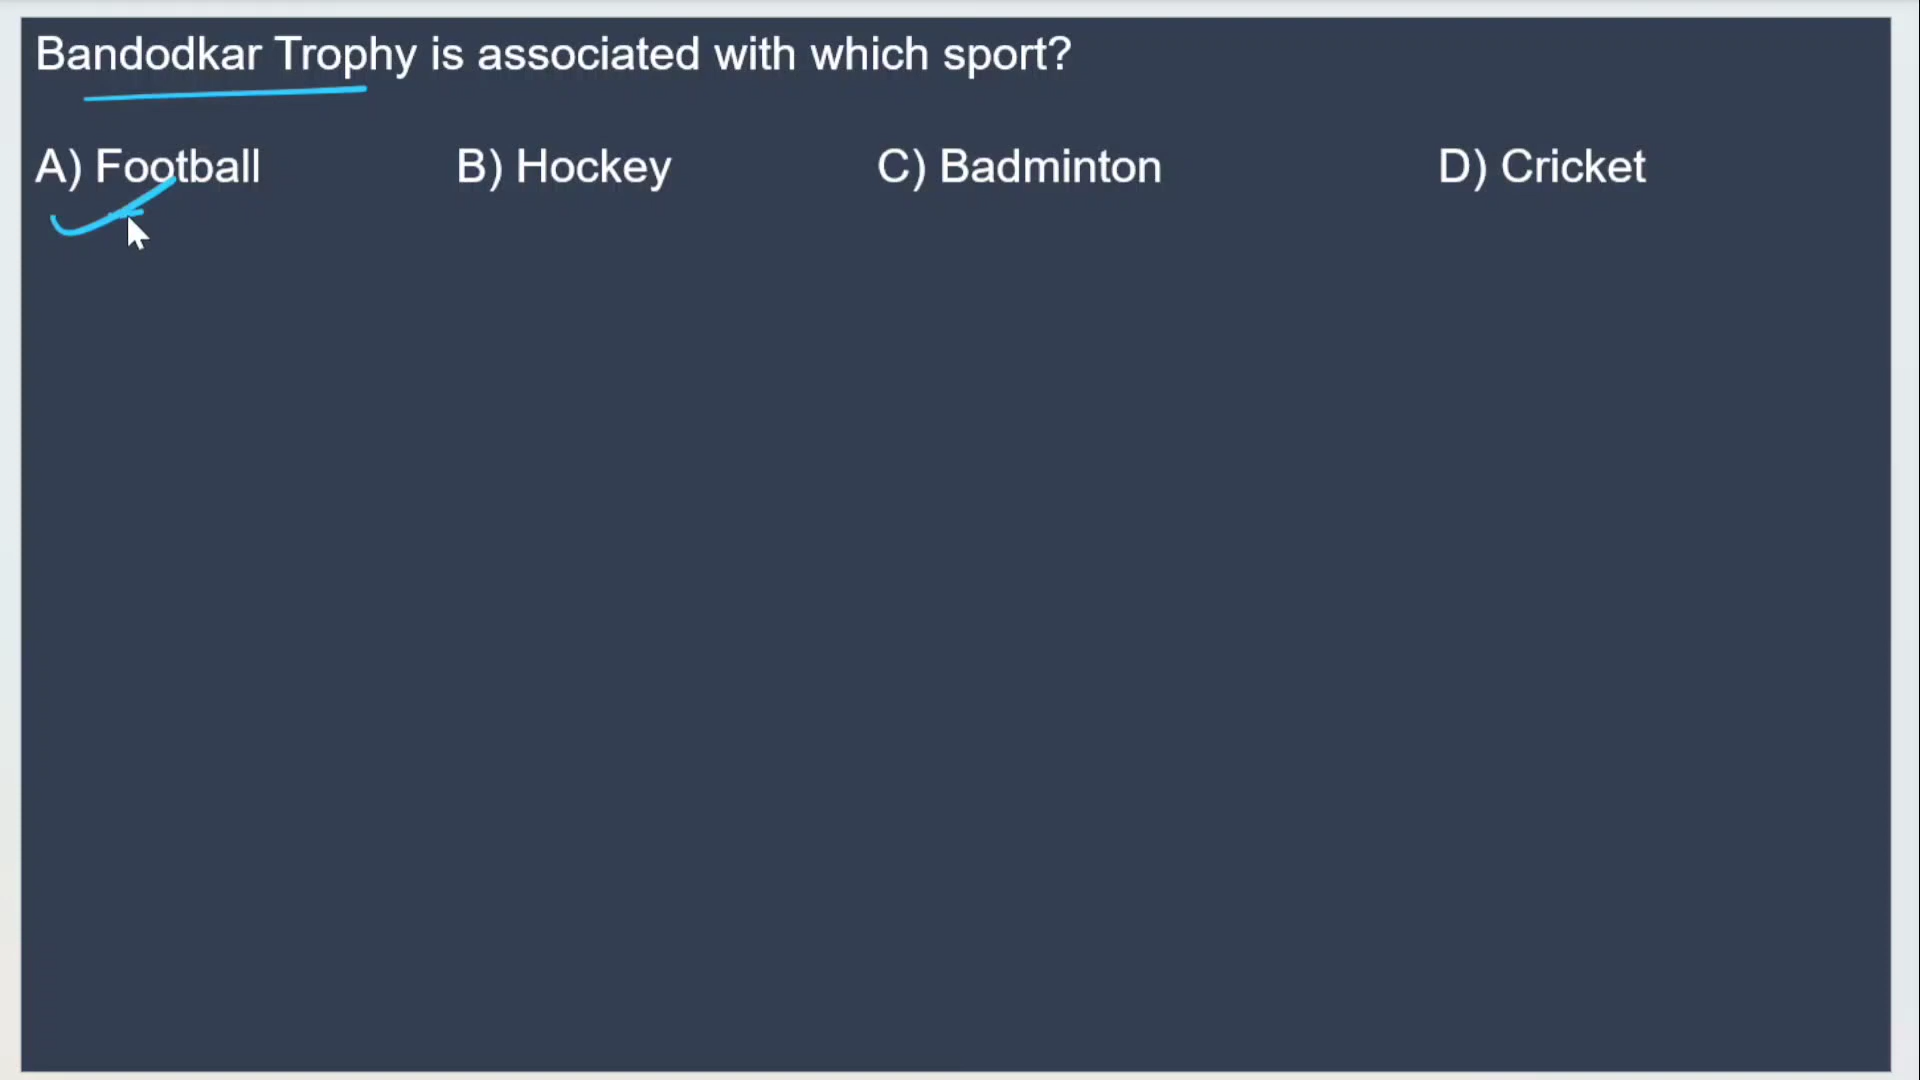 Bandodkar Trophy is associated with which sport?
A) Football B) Hockey C) Badminton D) Cricket